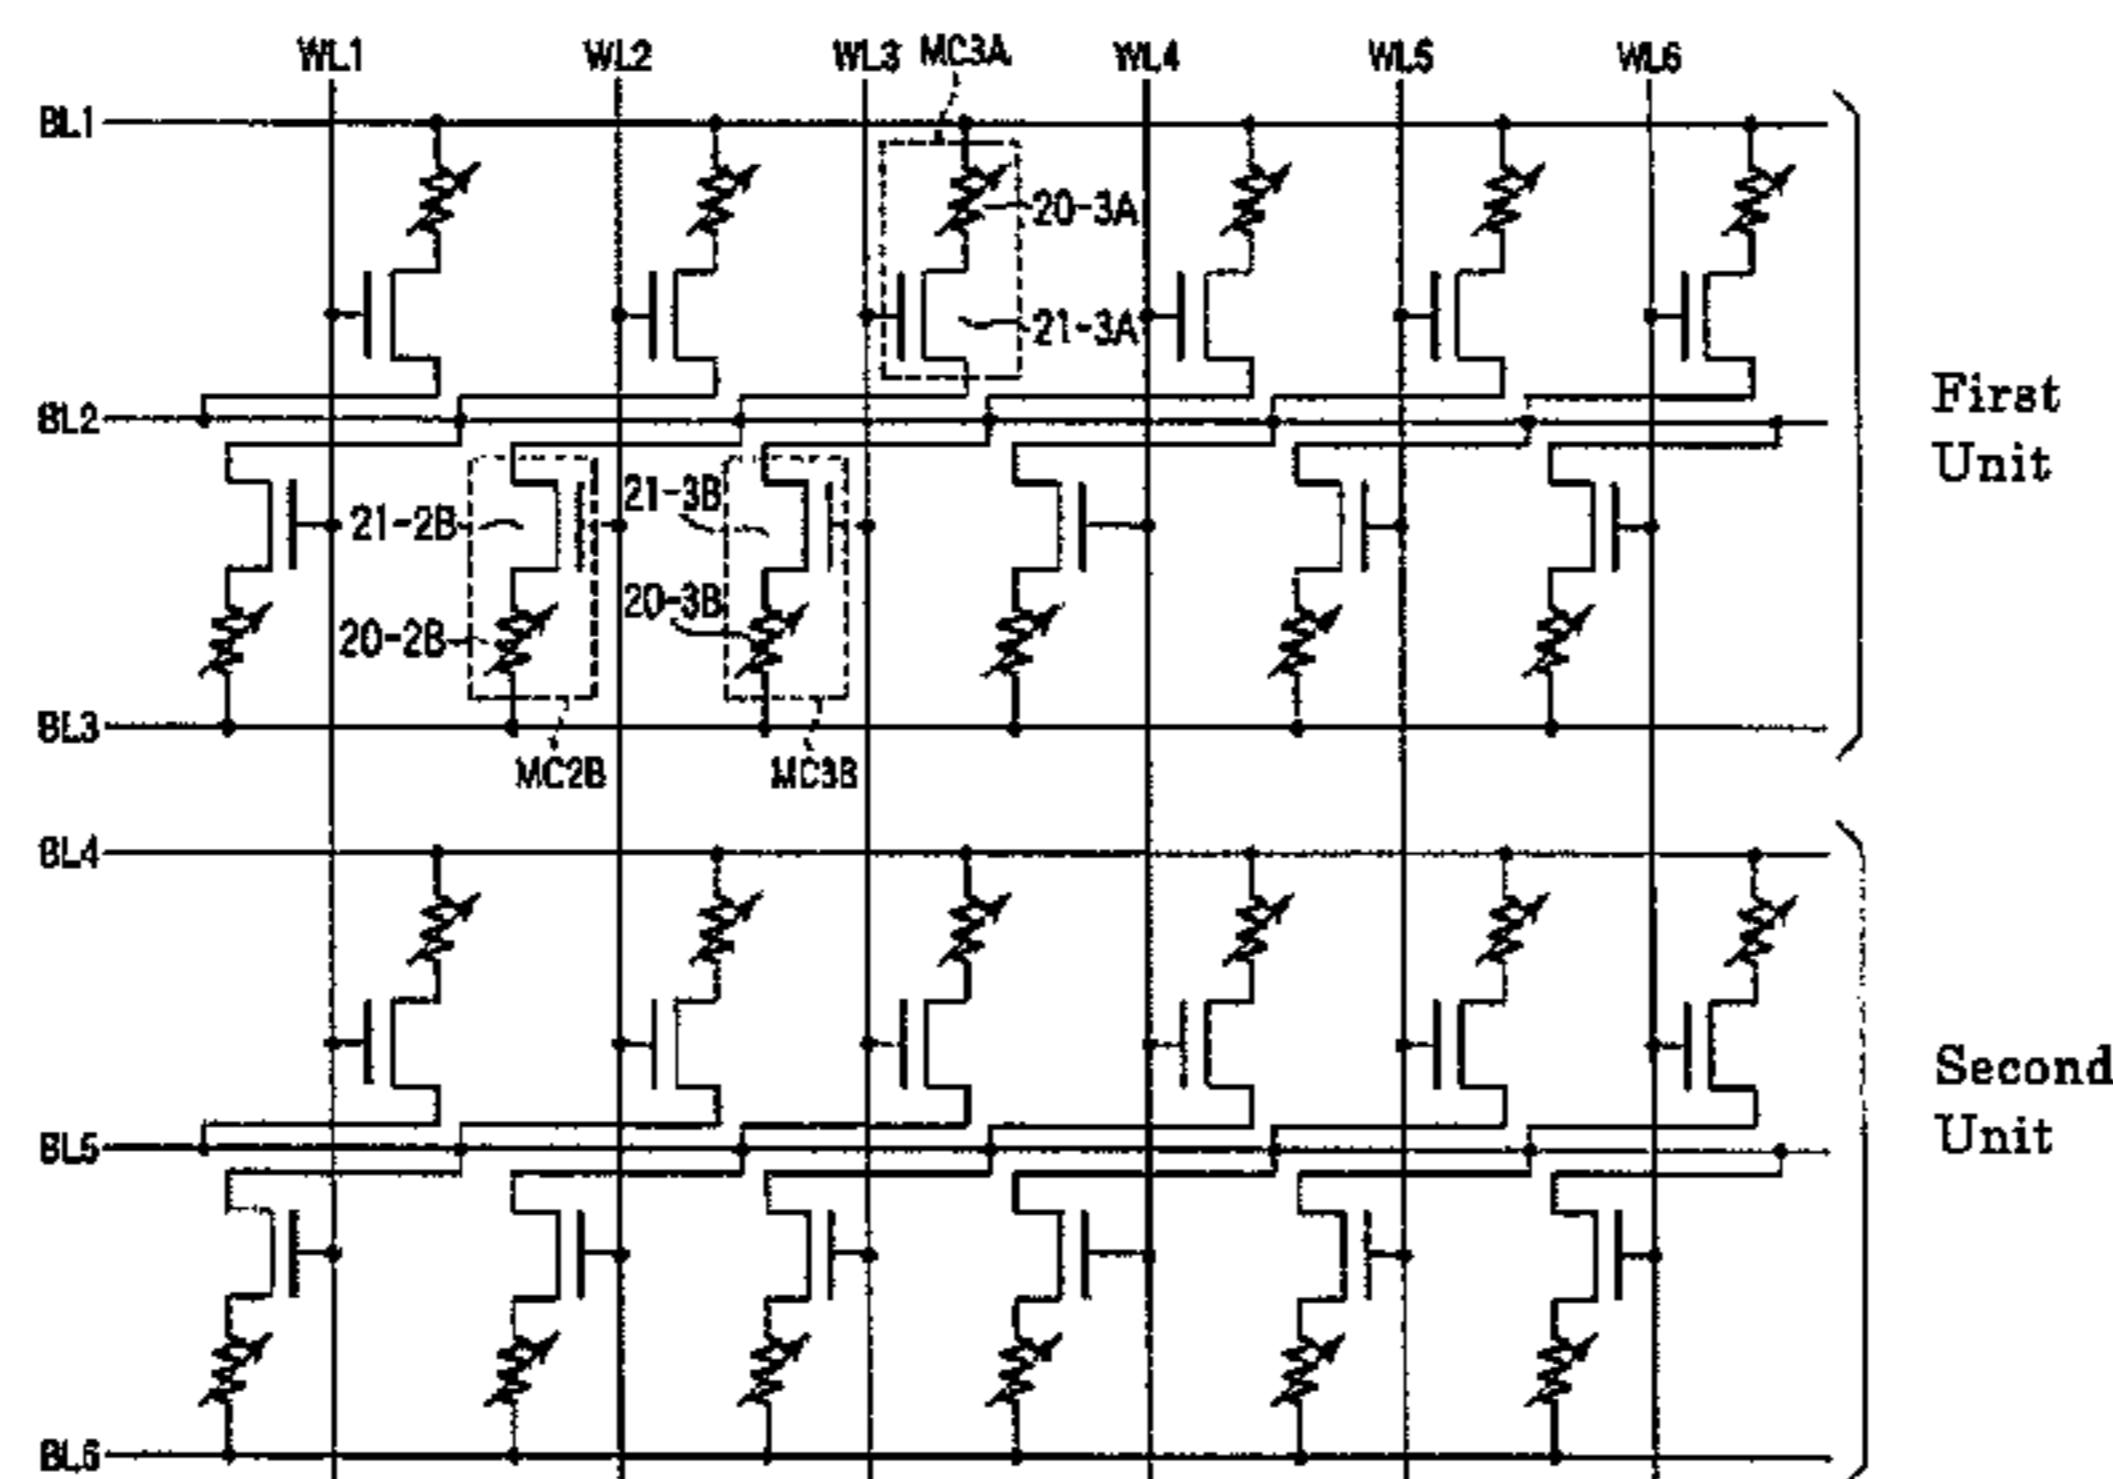 WL1 WL2 WL3 MC3A WL4 WL5 WL6
BL1
20-3A
21-3A
First
Unit
BL2
21-2B
21-3B
20-2B
20-3B
BL3
MC2B MC3B
BL4
Second
Unit
BL5
BL6